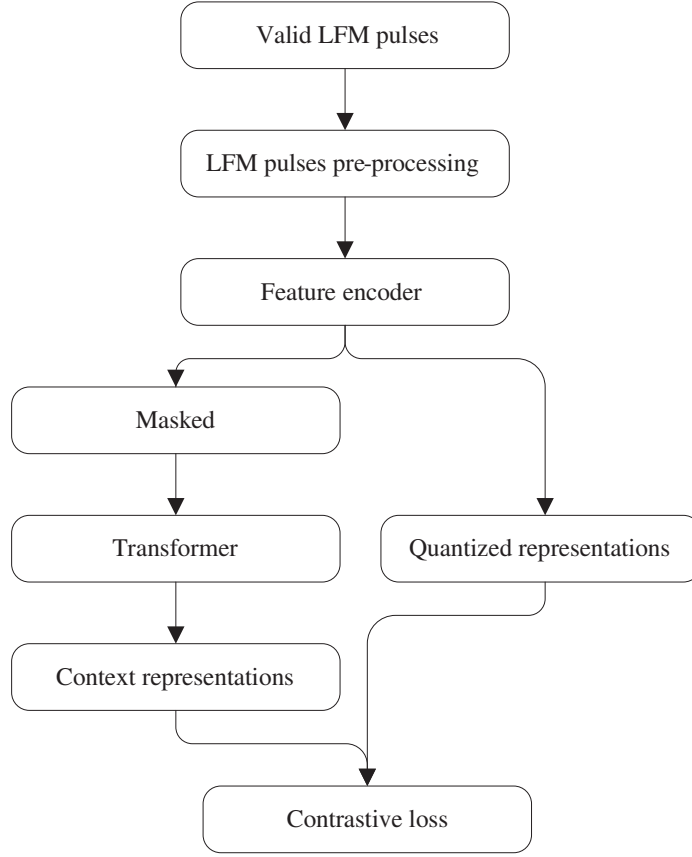 Valid LFM pulses
LFM pulses pre-processing
Feature encoder
Masked
Transformer
Quantized representations
Context representations
Contrastive loss